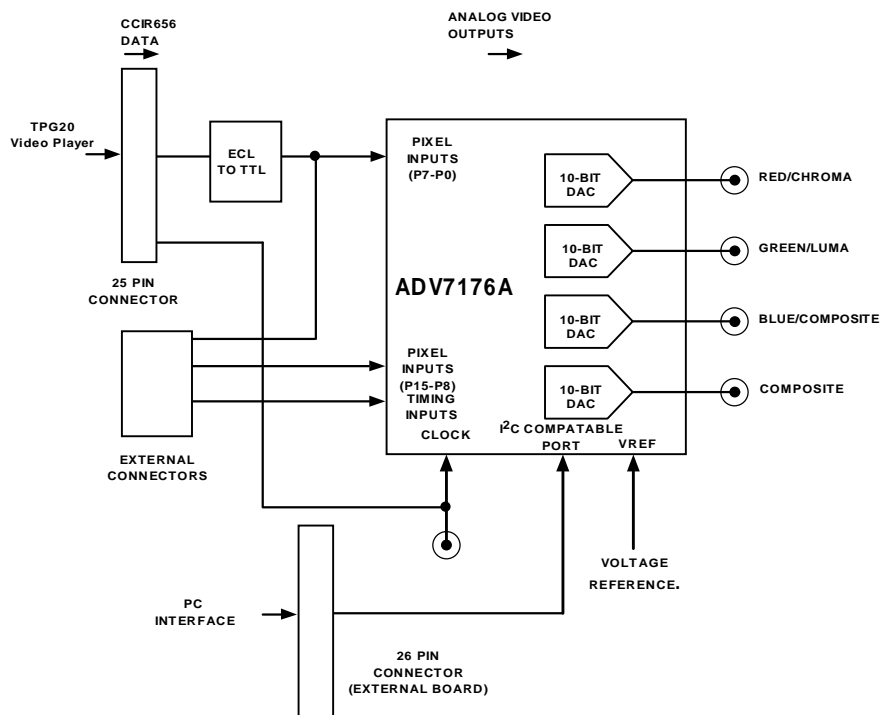 CCIR656
DATA
ANALOG VIDEO
OUTPUTS
TPG20
Video Player
ECL
TO TTL
PIXEL
INPUTS
(P7-P0)
10-BIT
DAC
RED/CHROMA
10-BIT
DAC
GREEN/LUMA
25 PIN
CONNECTOR
ADV7176A
10-BIT
DAC
BLUE/COMPOSITE
PIXEL
INPUTS
(P15-P8)
TIMING
INPUTS
10-BIT
DAC
COMPOSITE
CLOCK
I²C COMPATABLE
PORT
VREF
EXTERNAL
CONNECTORS
VOLTAGE
REFERENCE.
PC
INTERFACE
26 PIN
CONNECTOR
(EXTERNAL BOARD)